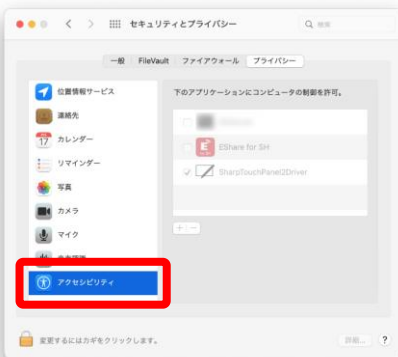 セキュリティとプライバシー
検索
一般 FileVault ファイアウォール プライバシー
位置情報サービス
連絡先
カレンダー
リマインダー
写真
カメラ
マイク
アクセシビリティ
下のアプリケーションにコンピュータの制御を許可。
EShare for SH
SharpTouchPanel2Driver
+ −
変更するにはカギをクリックします。
詳細...
?